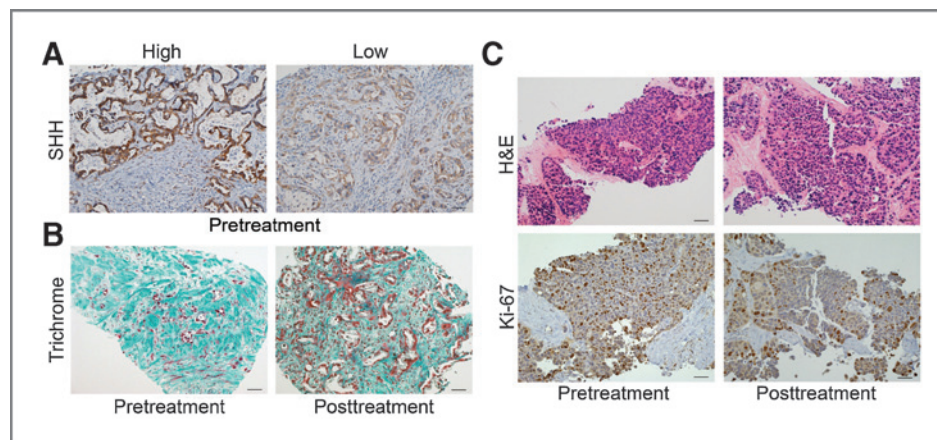 A
High
Low
SHH
Pretreatment
B
Trichrome
Pretreatment
Posttreatment
C
H&E
Ki-67
Pretreatment
Posttreatment